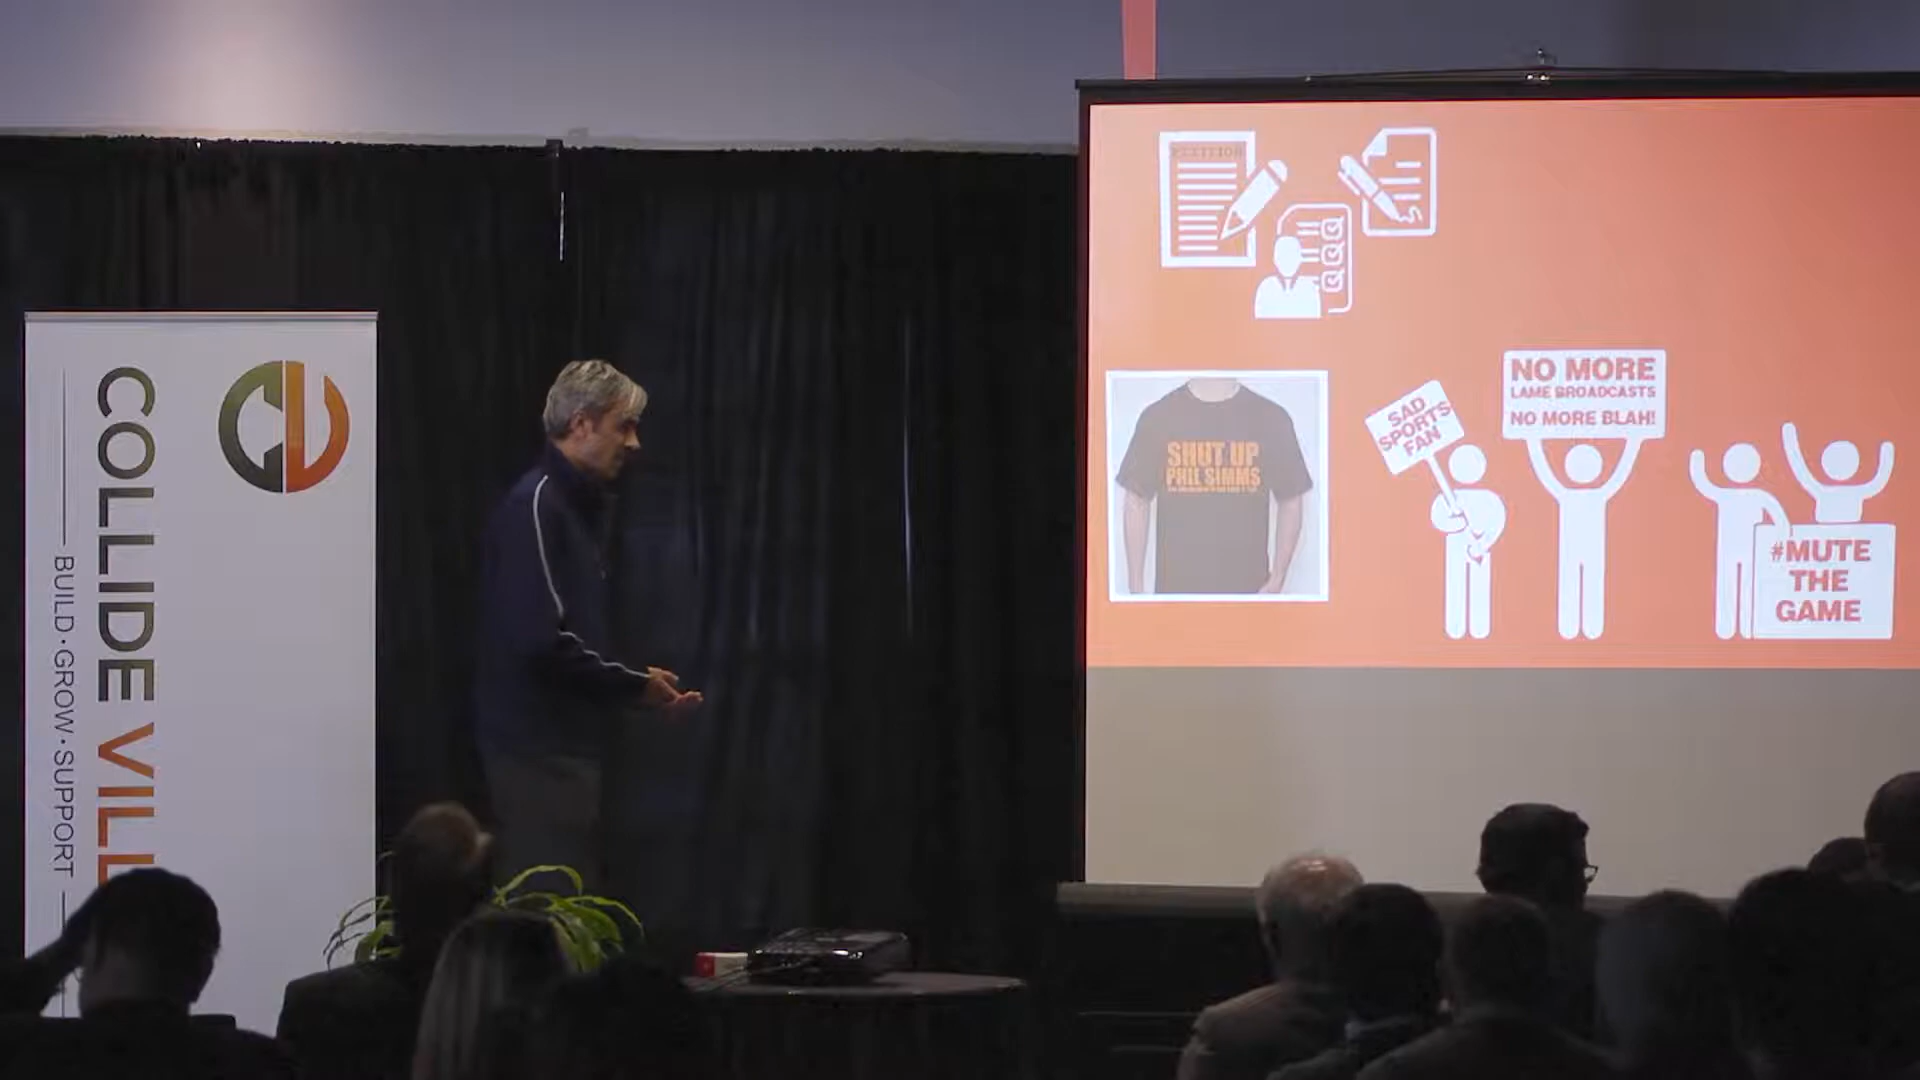 COLLIDE VILL
BUILD · GROW · SUPPORT
PETITION
SHUT UP
PHIL SIMMS
SAD
SPORTS
FAN
NO MORE
LAME BROADCASTS
NO MORE BLAH!
#MUTE
THE
GAME